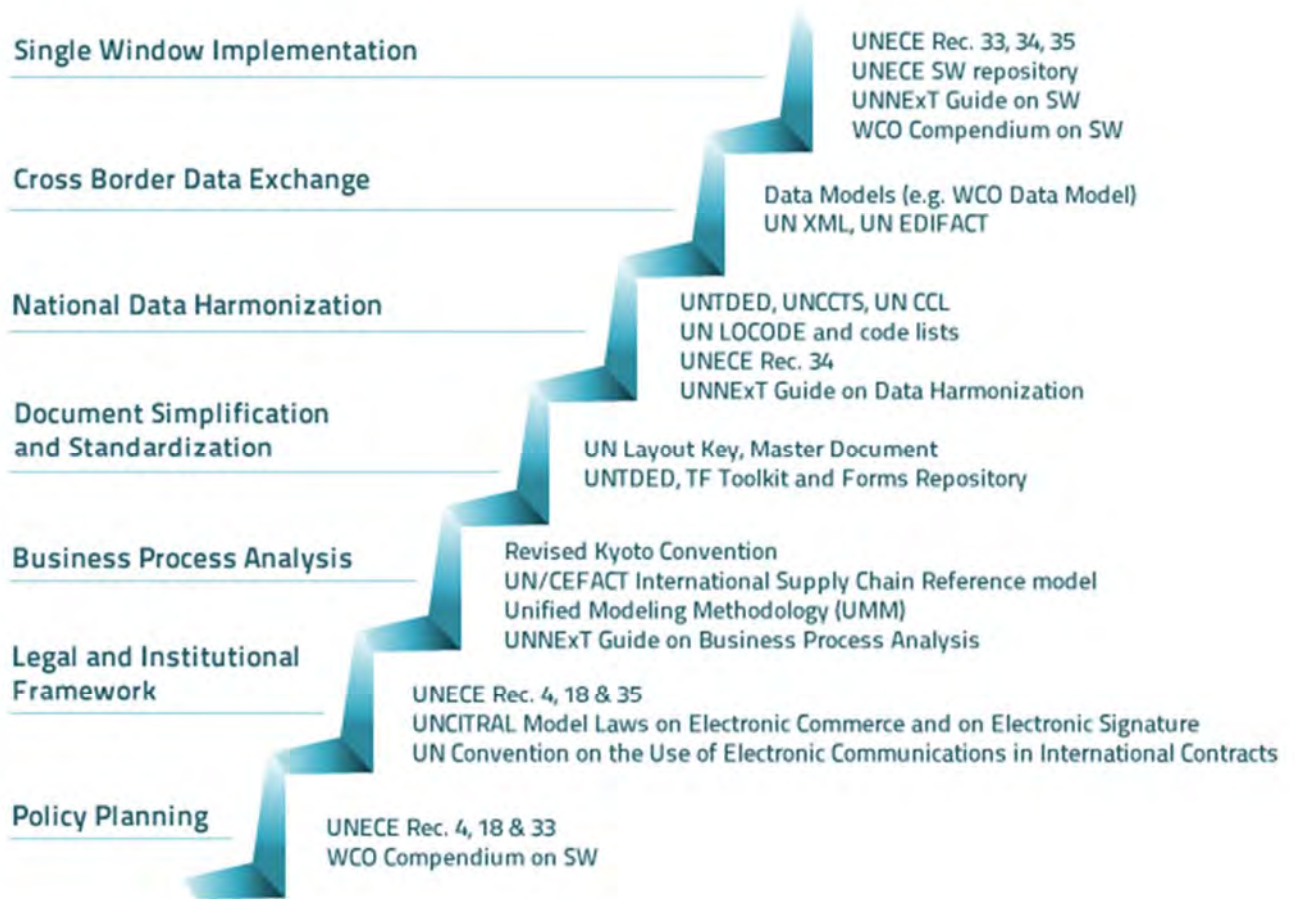 Single Window Implementation
UNECE Rec. 33, 34, 35
UNECE SW repository
UNNExT Guide on SW
WCO Compendium on SW
Cross Border Data Exchange
Data Models (e.g. WCO Data Model)
UN XML, UN EDIFACT
National Data Harmonization
UNTDED, UNCCTS, UN CCL
UN LOCODE and code lists
UNECE Rec. 34
UNNExT Guide on Data Harmonization
Document Simplification
and Standardization
UN Layout Key, Master Document
UNTDED, TF Toolkit and Forms Repository
Business Process Analysis
Revised Kyoto Convention
UN/CEFACT International Supply Chain Reference model
Unified Modeling Methodology (UMM)
UNNExT Guide on Business Process Analysis
Legal and Institutional
Framework
UNECE Rec. 4, 18 & 35
UNCITRAL Model Laws on Electronic Commerce and on Electronic Signature
UN Convention on the Use of Electronic Communications in International Contracts
Policy Planning
UNECE Rec. 4, 18 & 33
WCO Compendium on SW